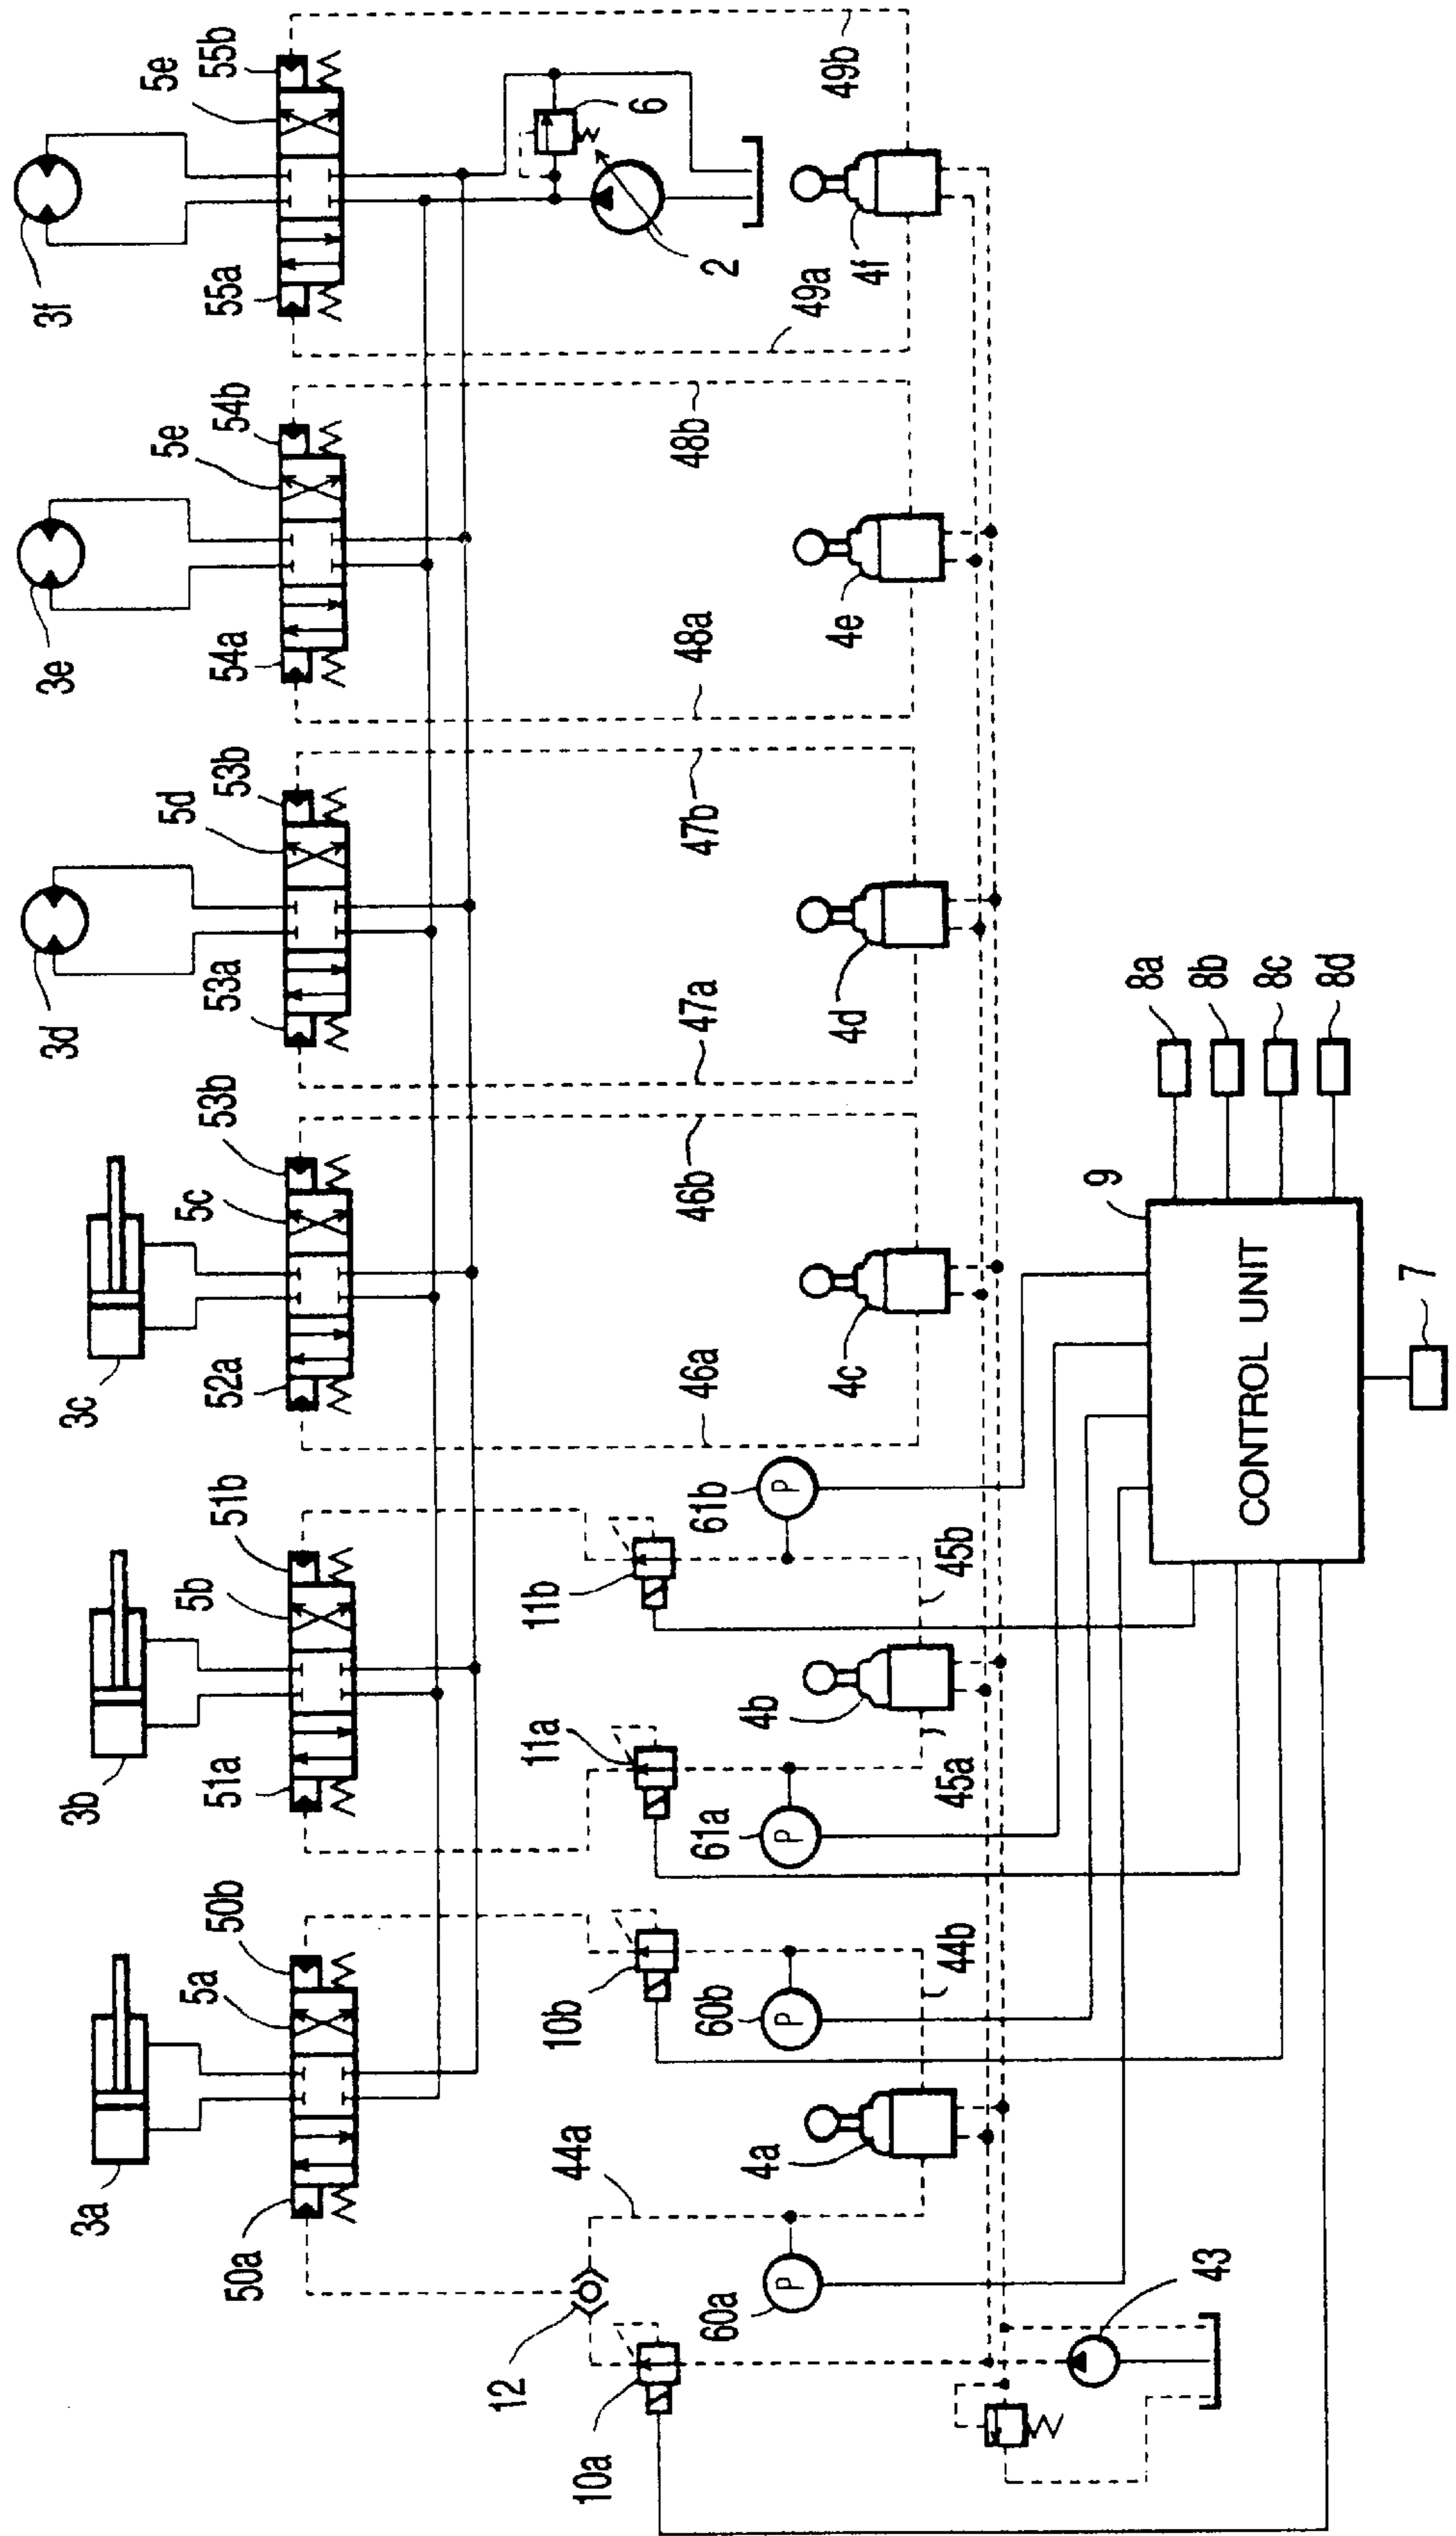 3a
3b
3c
3d
3e
3f
50a
5a
50b
51a
5b
51b
52a
5c
53b
53a
5d
53b
54a
5e
54b
55a
5e
55b
12
10a
44a
10b
11a
11b
46a
46b
47a
47b
48a
48b
2
6
49a
49b
60a
P
4a
60b
P
44b
61a
P
45a
4b
61b
P
45b
4c
4d
4e
4f
43
CONTROL UNIT
9
7
8a
8b
8c
8d